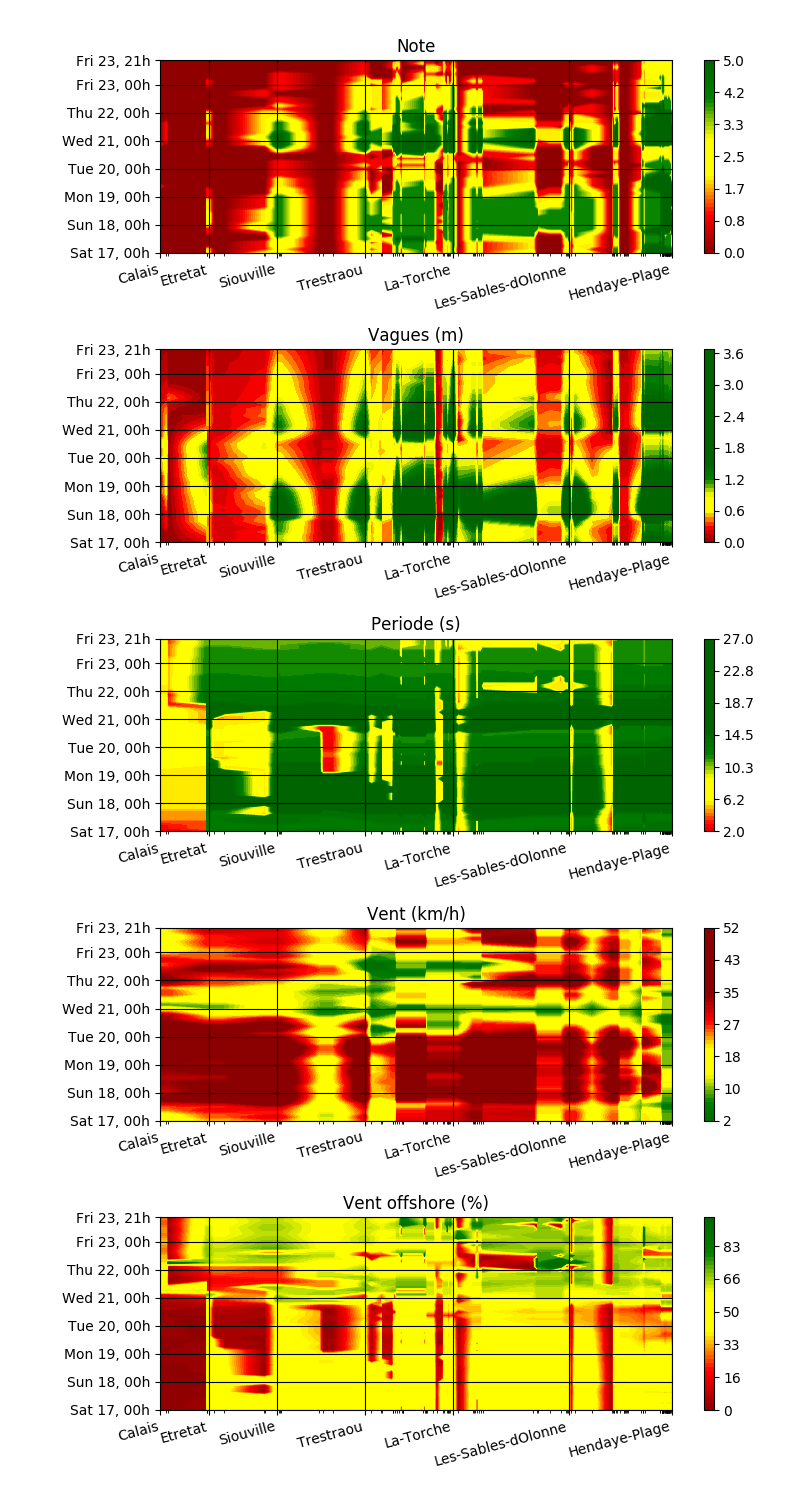 Note
Fri 23, 21h
Fri 23, 00h
Thu 22, 00h
Wed 21, 00h
Tue 20, 00h
Mon 19, 00h
Sun 18, 00h
Sat 17, 00h
Calais Etretat Siouville Trestraou La-Torche Les-Sables-dOlonne Hendaye-Plage
5.0
4.2
3.3
2.5
1.7
0.8
0.0
Vagues (m)
Fri 23, 21h
Fri 23, 00h
Thu 22, 00h
Wed 21, 00h
Tue 20, 00h
Mon 19, 00h
Sun 18, 00h
Sat 17, 00h
Calais Etretat Siouville Trestraou La-Torche Les-Sables-dOlonne Hendaye-Plage
3.6
3.0
2.4
1.8
1.2
0.6
0.0
Periode (s)
Fri 23, 21h
Fri 23, 00h
Thu 22, 00h
Wed 21, 00h
Tue 20, 00h
Mon 19, 00h
Sun 18, 00h
Sat 17, 00h
Calais Etretat Siouville Trestraou La-Torche Les-Sables-dOlonne Hendaye-Plage
27.0
22.8
18.7
14.5
10.3
6.2
2.0
Vent (km/h)
Fri 23, 21h
Fri 23, 00h
Thu 22, 00h
Wed 21, 00h
Tue 20, 00h
Mon 19, 00h
Sun 18, 00h
Sat 17, 00h
Calais Etretat Siouville Trestraou La-Torche Les-Sables-dOlonne Hendaye-Plage
52
43
35
27
18
10
2
Vent offshore (%)
Fri 23, 21h
Fri 23, 00h
Thu 22, 00h
Wed 21, 00h
Tue 20, 00h
Mon 19, 00h
Sun 18, 00h
Sat 17, 00h
Calais Etretat Siouville Trestraou La-Torche Les-Sables-dOlonne Hendaye-Plage
83
66
50
33
16
0